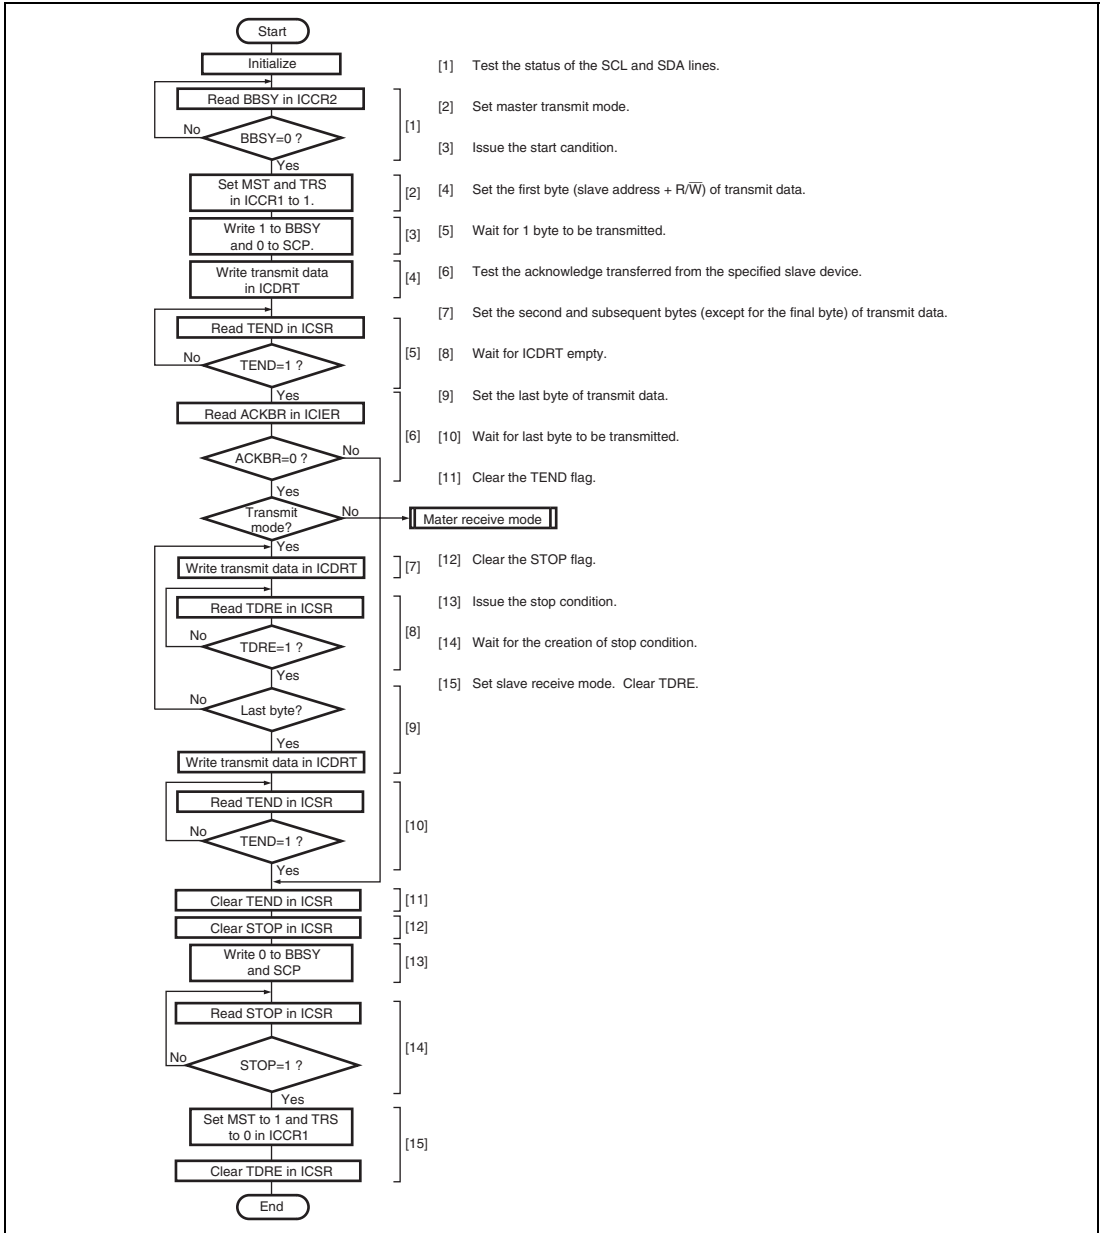 Start
Initialize
Read BBSY in ICCR2
BBSY=0 ?
No
Yes
[1]
Set MST and TRS
in ICCR1 to 1.
[2]
Write 1 to BBSY
and 0 to SCP.
[3]
Write transmit data
in ICDRT
[4]
Read TEND in ICSR
No
TEND=1 ?
Yes
[5]
Read ACKBR in ICIER
ACKBR=0 ?
No
Yes
[6]
Transmit
mode?
No
Mater receive mode
Yes
Write transmit data in ICDRT
[7]
Read TDRE in ICSR
No
TDRE=1 ?
Yes
[8]
No
Last byte?
Yes
Write transmit data in ICDRT
[9]
Read TEND in ICSR
No
TEND=1 ?
Yes
[10]
Clear TEND in ICSR
[11]
Clear STOP in ICSR
[12]
Write 0 to BBSY
and SCP
[13]
Read STOP in ICSR
No
STOP=1 ?
Yes
[14]
Set MST to 1 and TRS
to 0 in ICCR1
Clear TDRE in ICSR
[15]
End
[1] Test the status of the SCL and SDA lines.
[2] Set master transmit mode.
[3] Issue the start candition.
[4] Set the first byte (slave address + R/W̅) of transmit data.
[5] Wait for 1 byte to be transmitted.
[6] Test the acknowledge transferred from the specified slave device.
[7] Set the second and subsequent bytes (except for the final byte) of transmit data.
[8] Wait for ICDRT empty.
[9] Set the last byte of transmit data.
[10] Wait for last byte to be transmitted.
[11] Clear the TEND flag.
[12] Clear the STOP flag.
[13] Issue the stop condition.
[14] Wait for the creation of stop condition.
[15] Set slave receive mode. Clear TDRE.